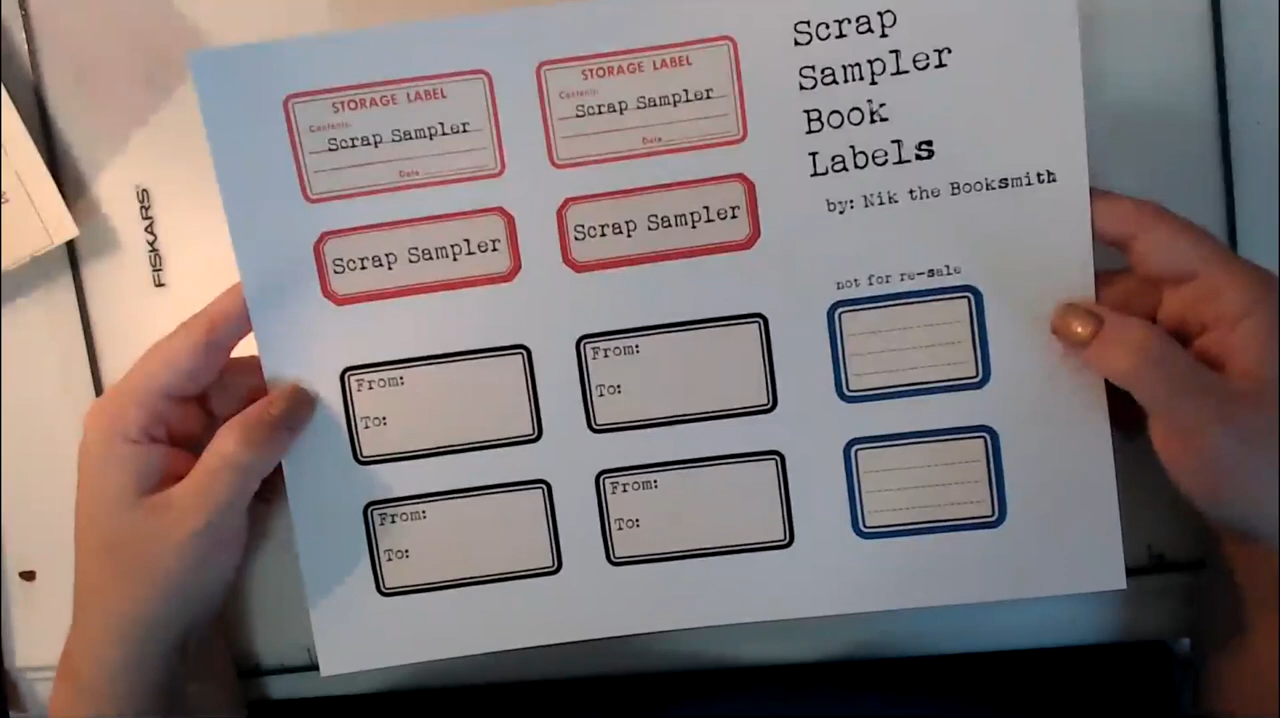 STORAGE LABEL
Contents:
Scrap Sampler
Date
STORAGE LABEL
Contents:
Scrap Sampler
Date
Scrap
Sampler
Book
Labels
by: Nik the Booksmith
Scrap Sampler
Scrap Sampler
not for re-sale
From:
To:
From:
To:
From:
To:
From:
To:
FISKARS